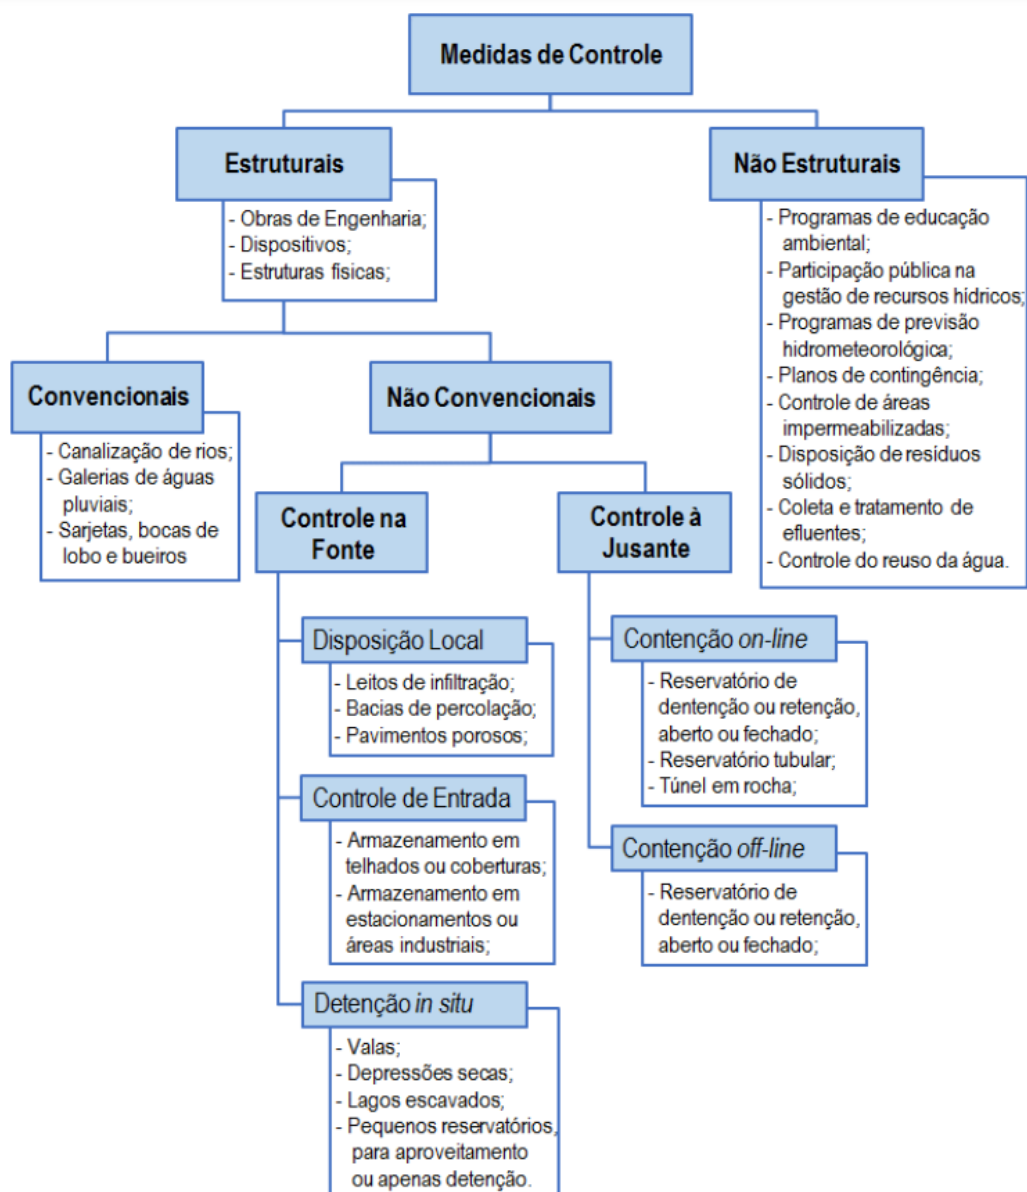 Medidas de Controle
Estruturais
- Obras de Engenharia;
- Dispositivos;
- Estruturas físicas;
Não Estruturais
- Programas de educação
ambiental;
- Participação pública na
gestão de recursos hídricos;
- Programas de previsão
hidrometeorológica;
- Planos de contingência;
- Controle de áreas
impermeabilizadas;
- Disposição de resíduos
sólidos;
- Coleta e tratamento de
efluentes;
- Controle do reuso da água.
Convencionais
- Canalização de rios;
- Galerias de águas
pluviais;
- Sarjetas, bocas de
lobo e bueiros
Não Convencionais
Controle na
Fonte
Disposição Local
- Leitos de infiltração;
- Bacias de percolação;
- Pavimentos porosos;
Controle de Entrada
- Armazenamento em
telhados ou coberturas;
- Armazenamento em
estacionamentos ou
áreas industriais;
Detenção in situ
- Valas;
- Depressões secas;
- Lagos escavados;
- Pequenos reservatórios,
para aproveitamento
ou apenas detenção.
Controle à
Jusante
Contenção on-line
- Reservatório de
dentenção ou retenção,
aberto ou fechado;
- Reservatório tubular;
- Túnel em rocha;
Contenção off-line
- Reservatório de
dentenção ou retenção,
aberto ou fechado;